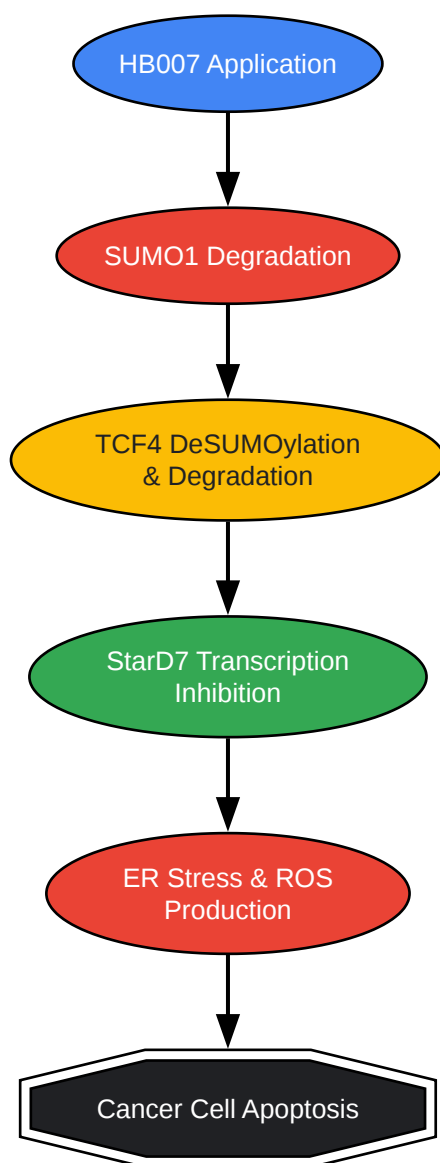 HB007 Application
SUMO1 Degradation
TCF4 DeSUMOylation
& Degradation
StarD7 Transcription
Inhibition
ER Stress & ROS
Production
Cancer Cell Apoptosis